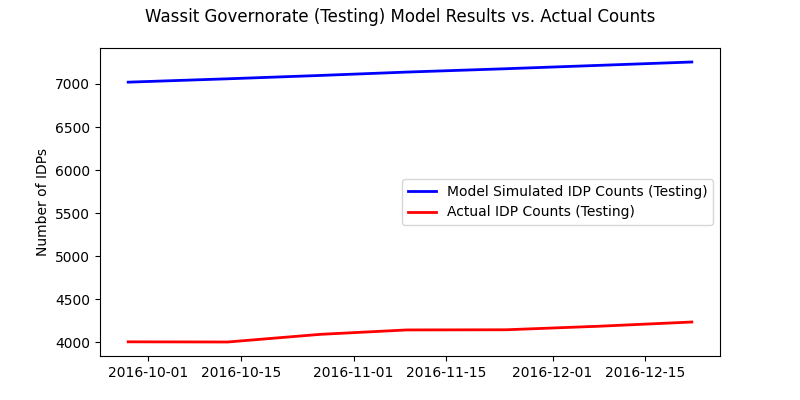 Wassit Governorate (Testing) Model Results vs. Actual Counts
Number of IDPs
7000
6500
6000
5500
5000
4500
4000
Model Simulated IDP Counts (Testing)
Actual IDP Counts (Testing)
2016-10-01 2016-10-15 2016-11-01 2016-11-15 2016-12-01 2016-12-15